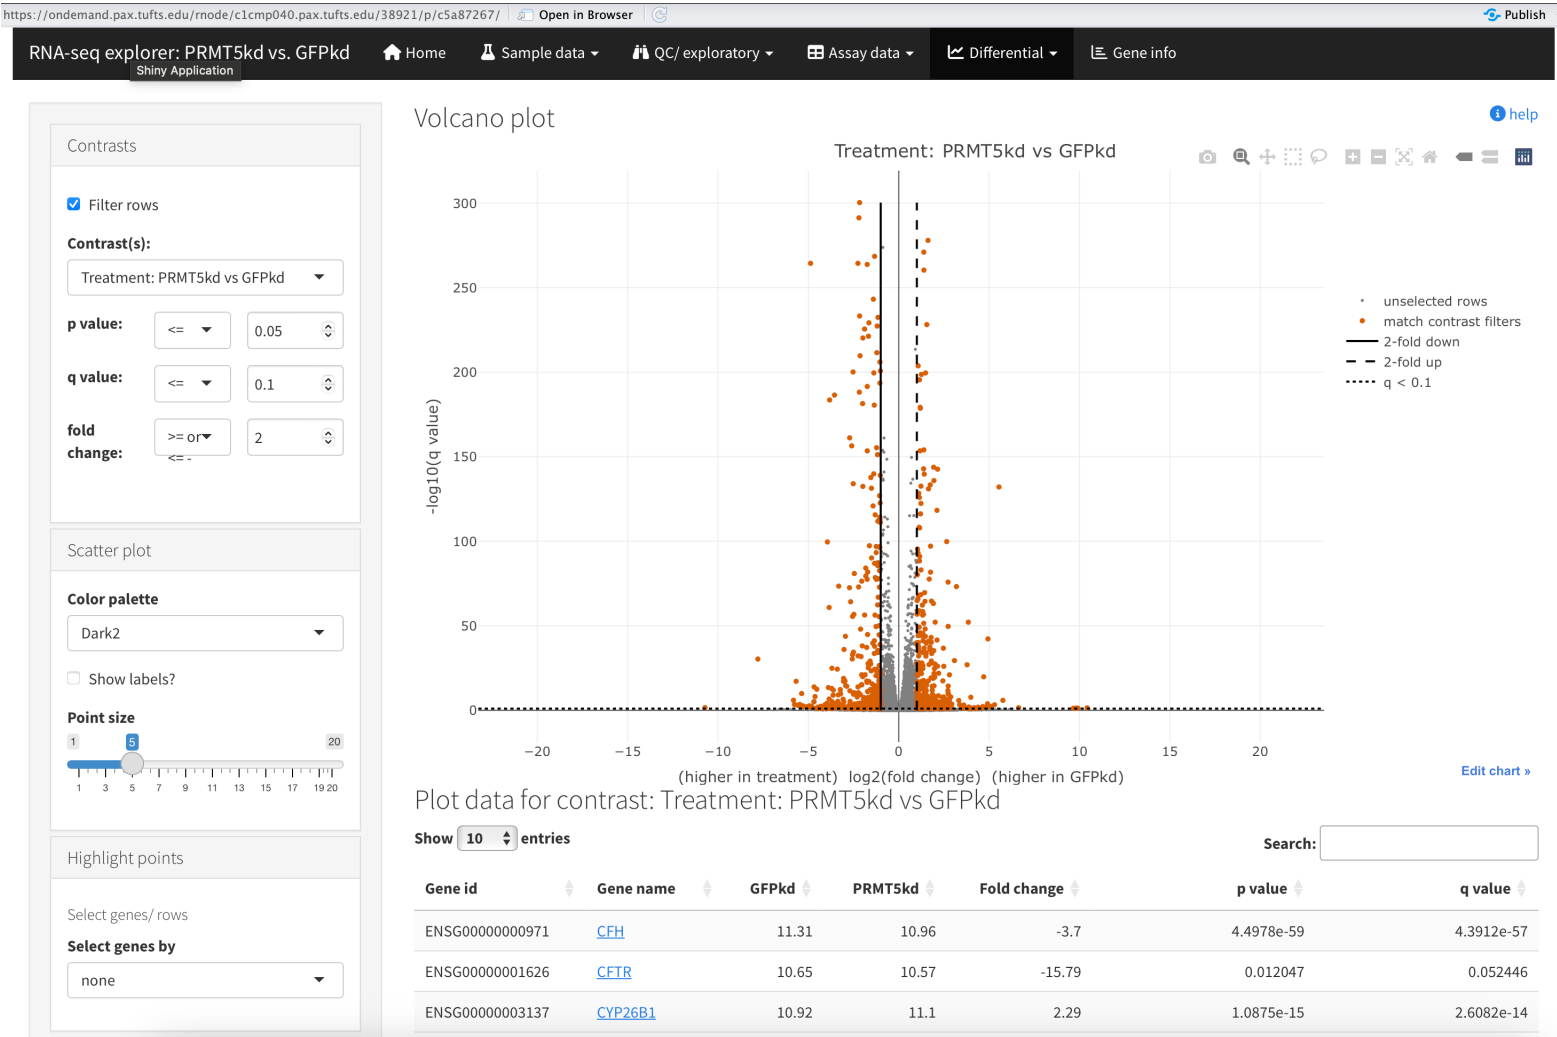 https://ondemand.pax.tufts.edu/rnode/c1cmp040.pax.tufts.edu/38921/p/c5a87267/ Open in Browser Publish
RNA-seq explorer: PRMT5kd vs. GFPkd Home Sample data QC/ exploratory Assay data Differential Gene info
Shiny Application
Contrasts
Filter rows
Contrast(s):
Treatment: PRMT5kd vs GFPkd
p value: <= 0.05
q value: <= 0.1
fold change: >= or <= - 2
Scatter plot
Color palette
Dark2
Show labels?
Point size
1 5 20
1 3 5 7 9 11 13 15 17 19 20
Highlight points
Select genes/ rows
Select genes by
none
Volcano plot
help
Treatment: PRMT5kd vs GFPkd
300
250
200
150
100
50
0
-log10(q value)
−20 −15 −10 −5 0 5 10 15 20
(higher in treatment) log2(fold change) (higher in GFPkd)
unselected rows
match contrast filters
2-fold down
2-fold up
q < 0.1
Edit chart »
Plot data for contrast: Treatment: PRMT5kd vs GFPkd
Show 10 entries
Search:
Gene id Gene name GFPkd PRMT5kd Fold change p value q value
ENSG00000000971 CFH 11.31 10.96 -3.7 4.4978e-59 4.3912e-57
ENSG00000001626 CFTR 10.65 10.57 -15.79 0.012047 0.052446
ENSG00000003137 CYP26B1 10.92 11.1 2.29 1.0875e-15 2.6082e-14